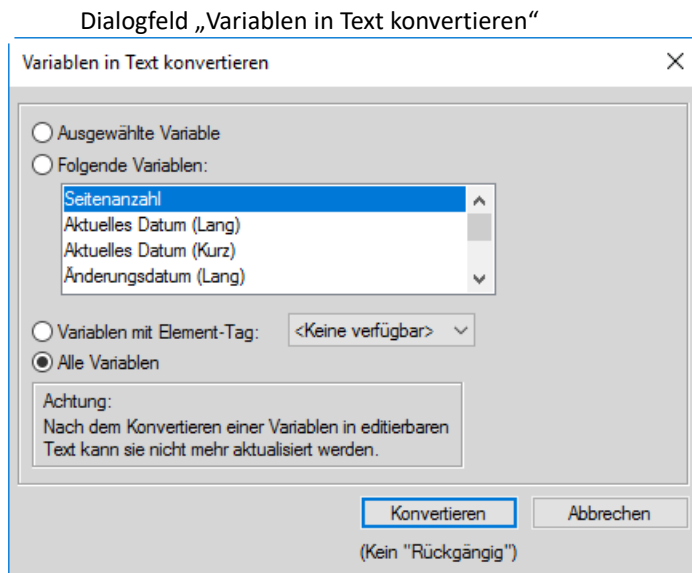 Dialogfeld „Variablen in Text konvertieren“
Variablen in Text konvertieren
Ausgewählte Variable
Folgende Variablen:
Seitenanzahl
Aktuelles Datum (Lang)
Aktuelles Datum (Kurz)
Änderungsdatum (Lang)
Variablen mit Element-Tag: <Keine verfügbar>
Alle Variablen
Achtung:
Nach dem Konvertieren einer Variablen in editierbaren
Text kann sie nicht mehr aktualisiert werden.
Konvertieren Abbrechen
(Kein "Rückgängig")